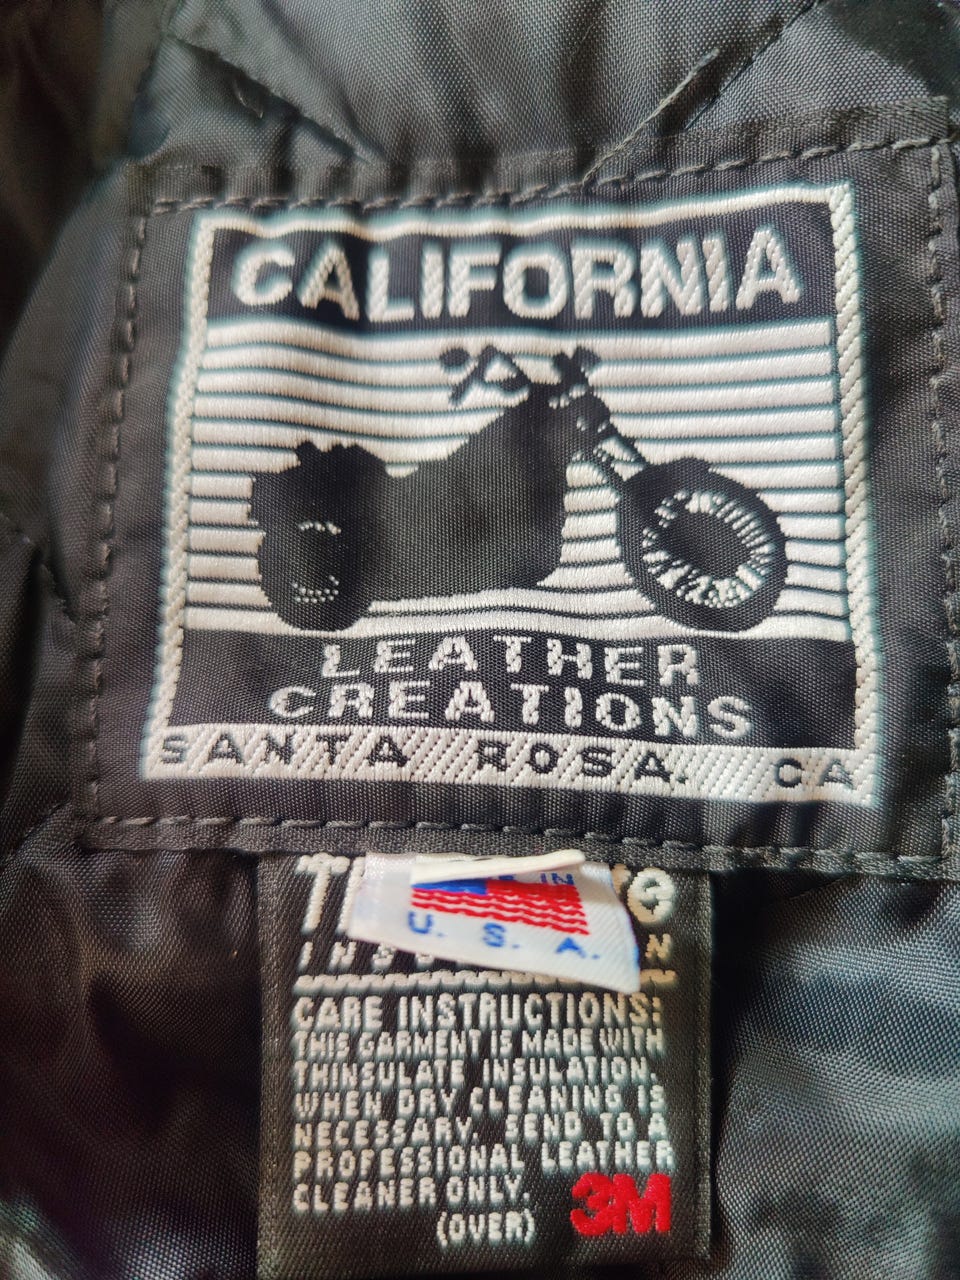 CALIFORNIA
LEATHER
CREATIONS
SANTA ROSA, CA
IN
U. S. A.
CARE INSTRUCTIONS:
THIS GARMENT IS MADE WITH
THINSULATE INSULATION.
WHEN DRY CLEANING IS
NECESSARY, SEND TO A
PROFESSIONAL LEATHER
CLEANER ONLY.
(OVER)
3M